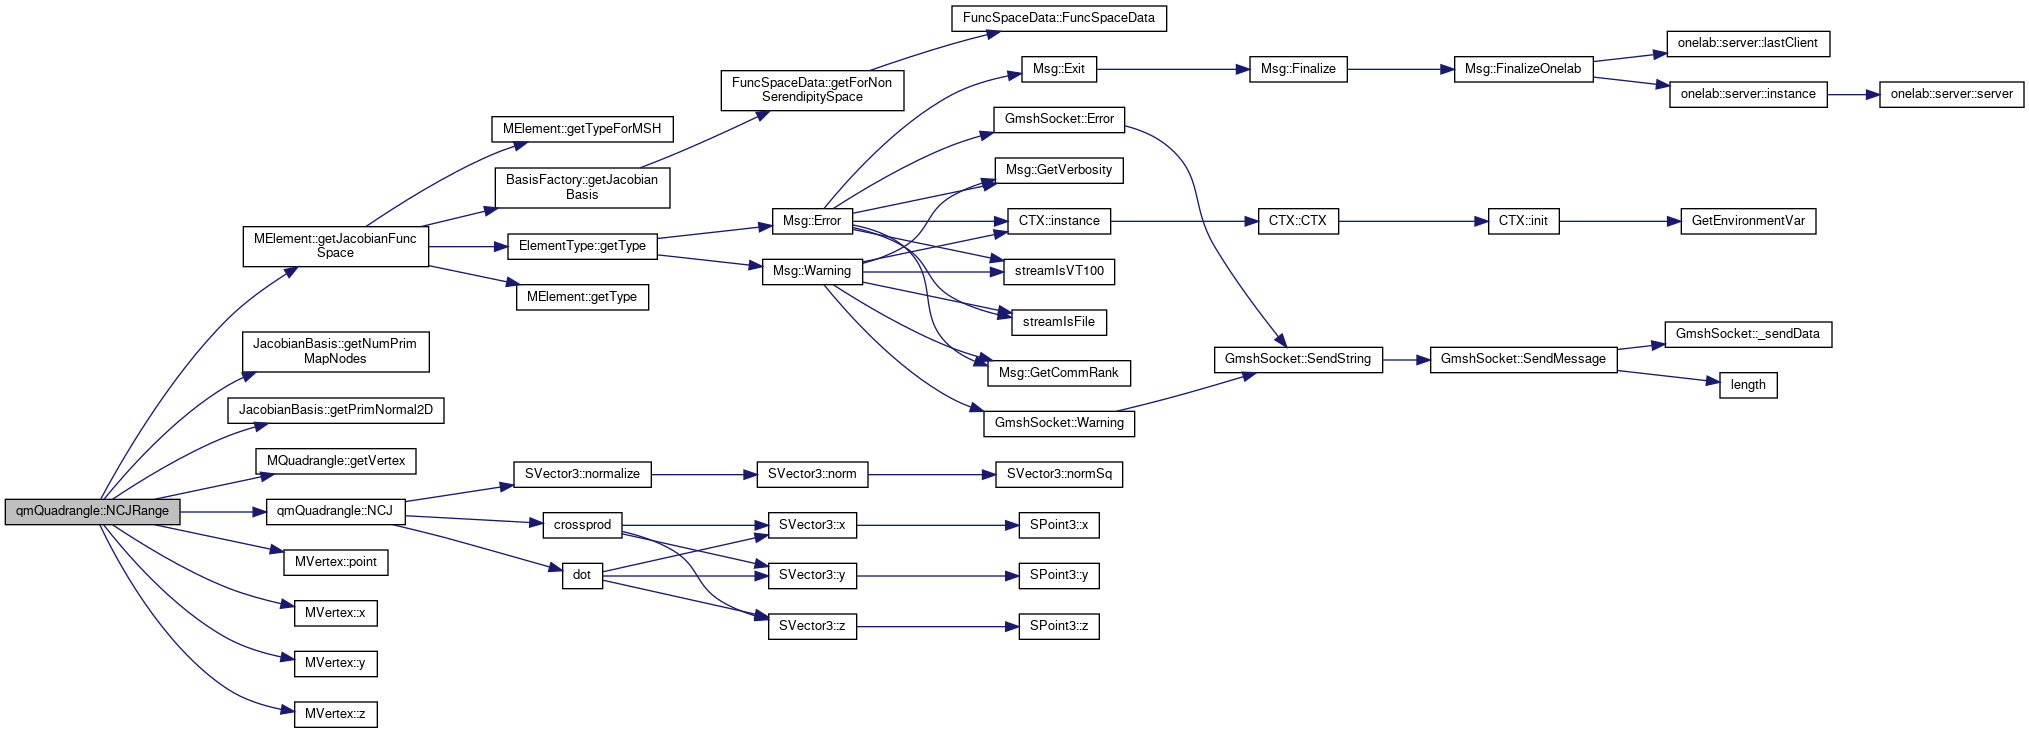 FuncSpaceData::FuncSpaceData
onelab::server::lastClient
Msg::Exit
Msg::Finalize
Msg::FinalizeOnelab
FuncSpaceData::getForNon
SerendipitySpace
onelab::server::instance
onelab::server::server
GmshSocket::Error
MElement::getTypeForMSH
Msg::GetVerbosity
BasisFactory::getJacobian
Basis
Msg::Error
CTX::instance
CTX::CTX
CTX::init
GetEnvironmentVar
MElement::getJacobianFunc
Space
ElementType::getType
Msg::Warning
streamIsVT100
MElement::getType
streamIsFile
GmshSocket::_sendData
JacobianBasis::getNumPrim
MapNodes
GmshSocket::SendString
GmshSocket::SendMessage
Msg::GetCommRank
length
JacobianBasis::getPrimNormal2D
GmshSocket::Warning
MQuadrangle::getVertex
SVector3::normalize
SVector3::norm
SVector3::normSq
qmQuadrangle::NCJRange
qmQuadrangle::NCJ
crossprod
SVector3::x
SPoint3::x
MVertex::point
dot
SVector3::y
SPoint3::y
MVertex::x
SVector3::z
SPoint3::z
MVertex::y
MVertex::z